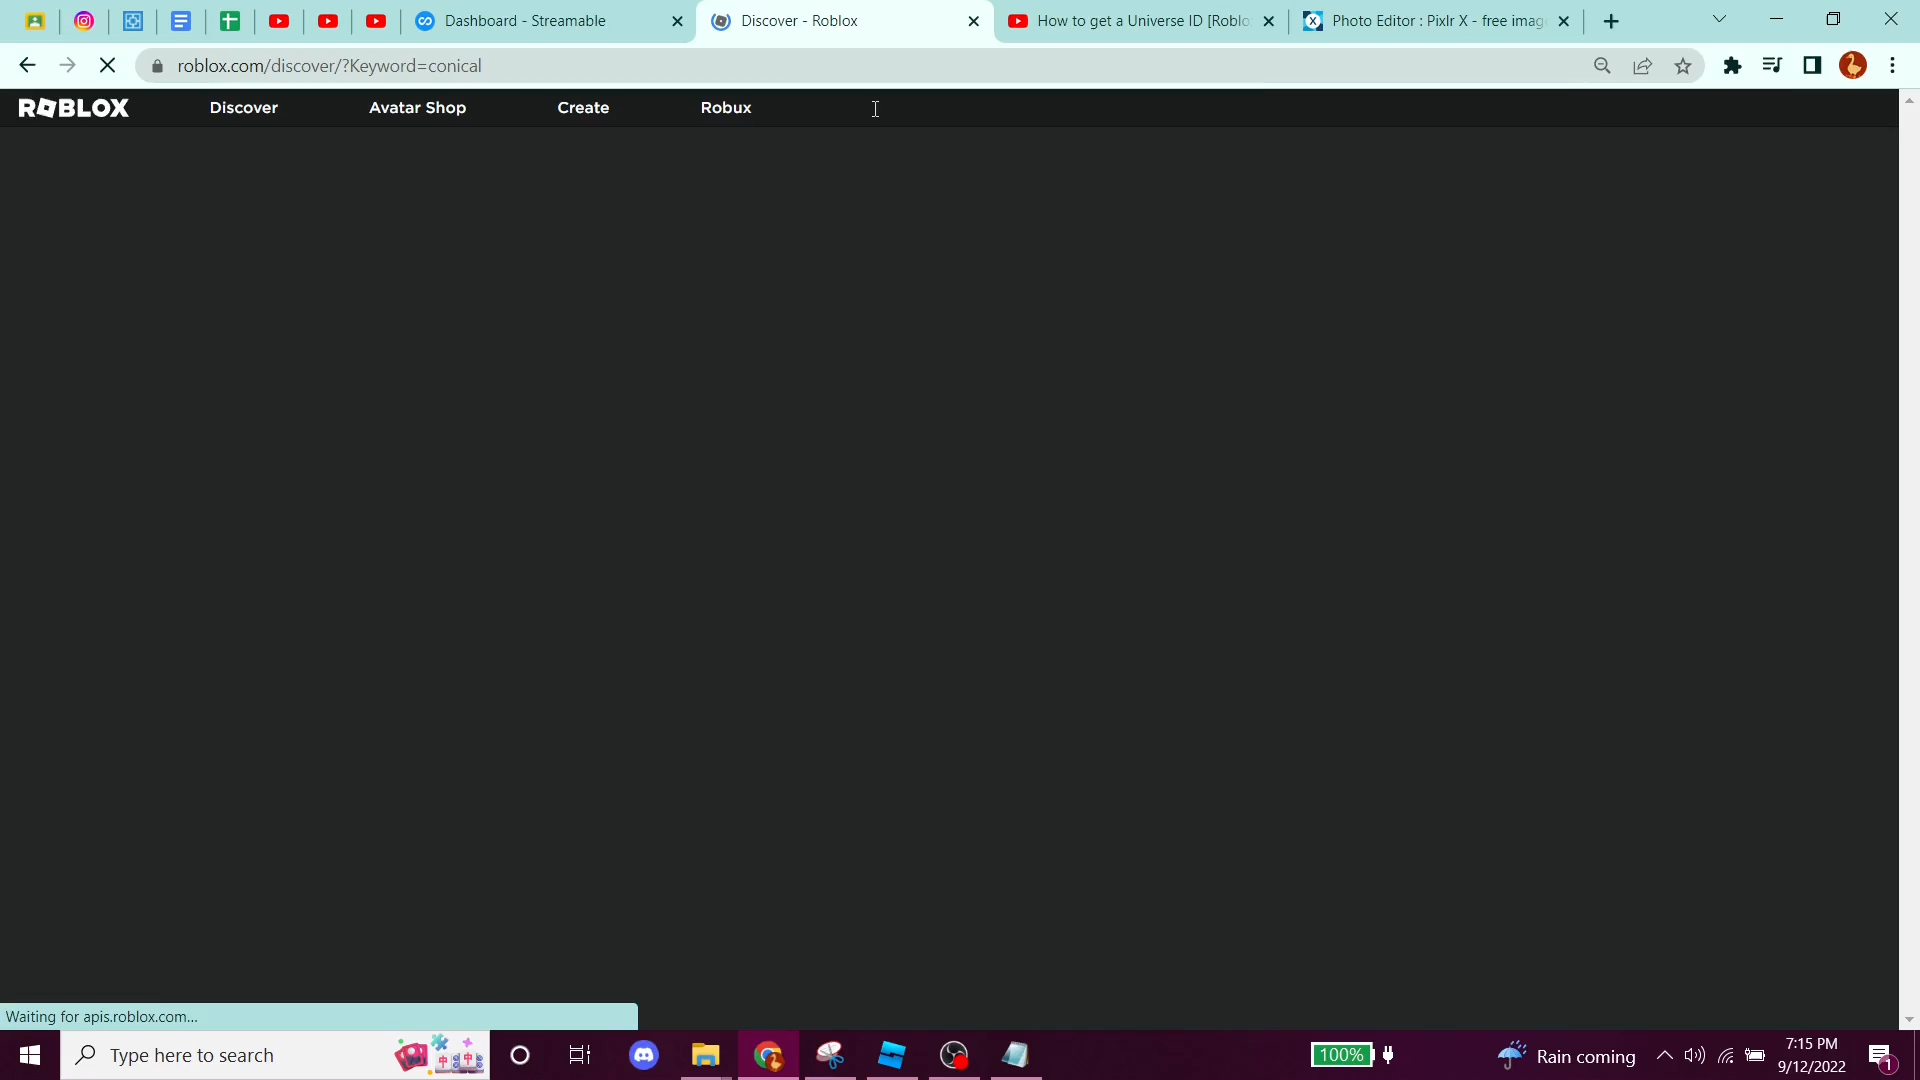 Dashboard - Streamable
Discover - Roblox
How to get a Universe ID [Roblo
Photo Editor : Pixlr X - free imag
roblox.com/discover/?Keyword=conical
ROBLOX
Discover
Avatar Shop
Create
Robux
Waiting for apis.roblox.com...
Type here to search
100%
Rain coming
7:15 PM
9/12/2022
1